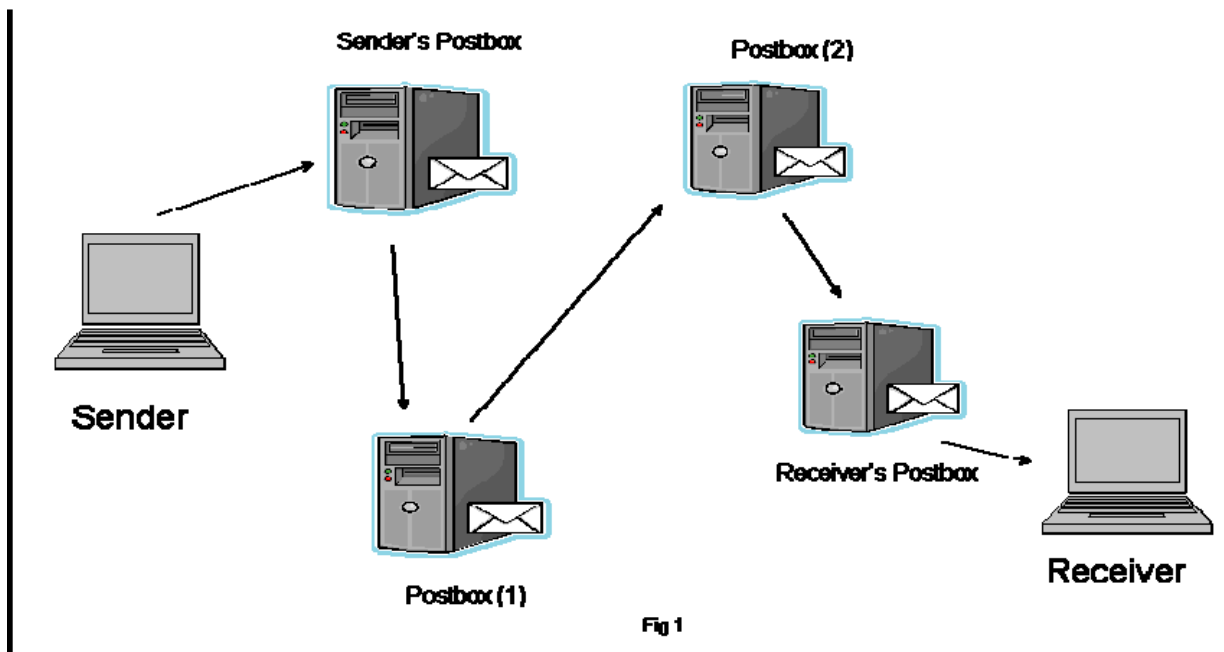 Sender's Postbox
Postbox (2)
Sender
Receiver's Postbox
Receiver
Postbox (1)
Fig 1